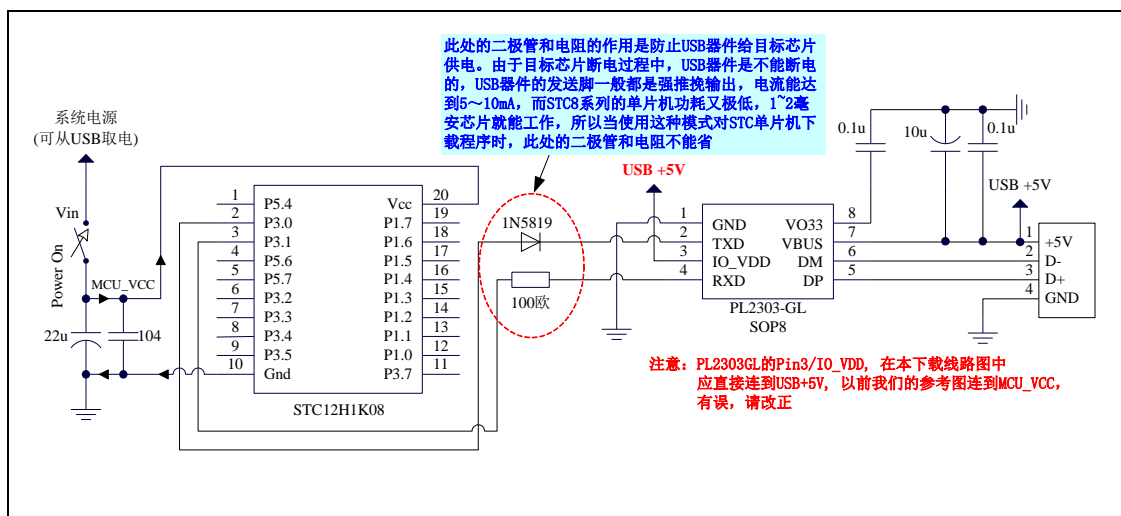 此处的二极管和电阻的作用是防止USB器件给目标芯片
供电。由于目标芯片断电过程中，USB器件是不能断电
的，USB器件的发送脚一般都是强推挽输出，电流能达
到5～10mA，而STC8系列的单片机功耗又极低，1~2毫
安芯片就能工作，所以当使用这种模式对STC单片机下
载程序时，此处的二极管和电阻不能省
系统电源
(可从USB取电)
Vin
Power On
MCU_VCC
22u
104
1 P5.4
2 P3.0
3 P3.1
4 P5.6
5 P5.7
6 P3.2
7 P3.3
8 P3.4
9 P3.5
10 Gnd
Vcc 20
P1.7 19
P1.6 18
P1.5 17
P1.4 16
P1.3 15
P1.2 14
P1.1 13
P1.0 12
P3.7 11
STC12H1K08
1N5819
100欧
USB +5V
1 GND
2 TXD
3 IO_VDD
4 RXD
VO33 8
VBUS 7
DM 6
DP 5
PL2303-GL
SOP8
0.1u
10u
0.1u
USB +5V
1 +5V
2 D-
3 D+
4 GND
注意：PL2303GL的Pin3/IO_VDD, 在本下载线路图中
应直接连到USB+5V, 以前我们的参考图连到MCU_VCC,
有误, 请改正